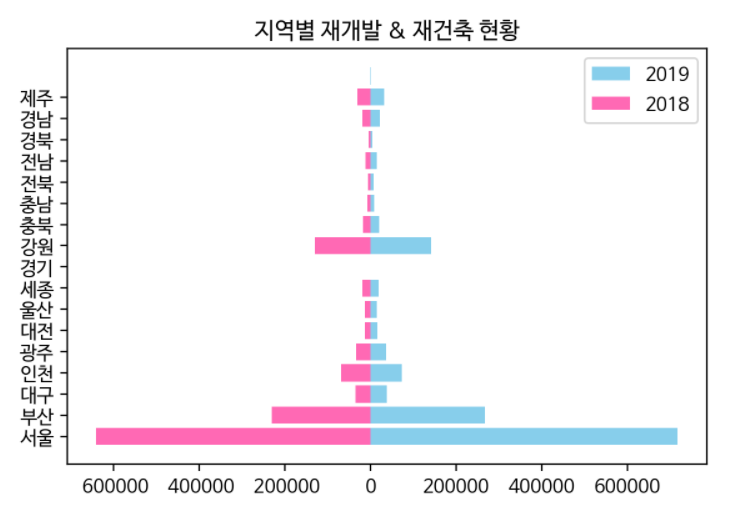 지역별 재개발 & 재건축 현황
2019
2018
제주
경남
경북
전남
전북
충남
충북
강원
경기
세종
울산
대전
광주
인천
대구
부산
서울
600000 400000 200000 0 200000 400000 600000